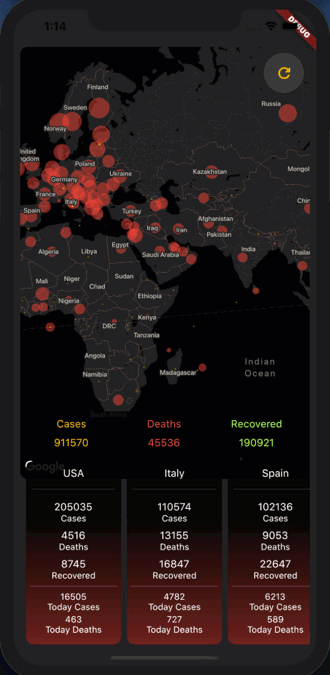 1:14
DEBUG
Finland
Sweden
Russia
Norway
United
Kingdom
Poland
Germany
Ukraine
Kazakhstan
Mongol
France
Italy
Spain
Turkey
Chin
Afghanistan
Iraq
Iran
Pakistan
Algeria
Libya
Egypt
Saudi Arabia
India
Thailan
Mali
Niger
Chad
Sudan
Nigeria
Ethiopia
DRC
Kenya
Tanzania
Angola
Indian
Ocean
Namibia
Madagascar
South Africa
Cases
Deaths
Recovered
911570
45536
190921
Google
USA
Italy
Spain
205035
Cases
4516
Deaths
8745
Recovered
16505
Today Cases
463
Today Deaths
110574
Cases
13155
Deaths
16847
Recovered
4782
Today Cases
727
Today Deaths
102136
Cases
9053
Deaths
22647
Recovered
6213
Today Cases
589
Today Deaths